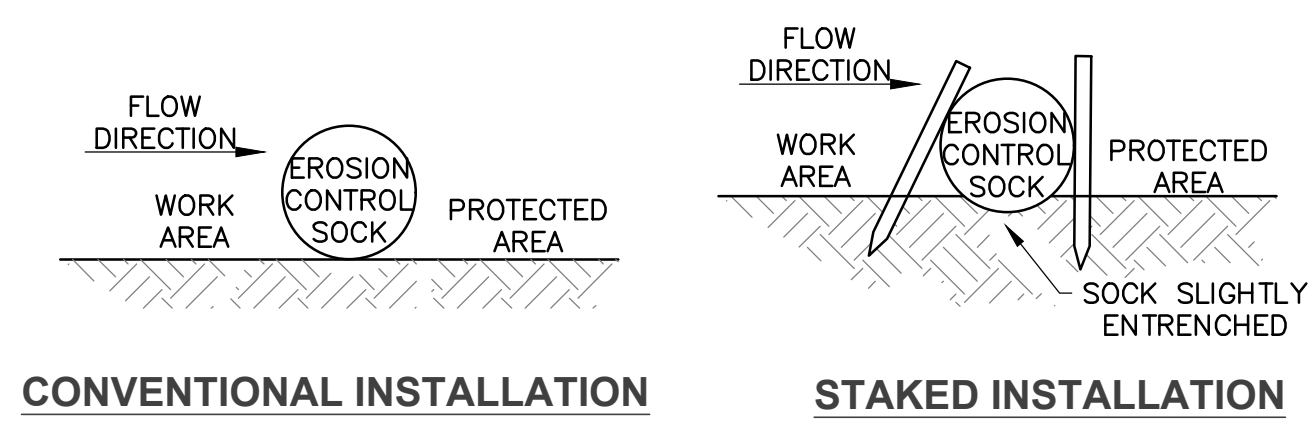 FLOW
DIRECTION
EROSION
CONTROL
SOCK
WORK
AREA
PROTECTED
AREA
CONVENTIONAL INSTALLATION
FLOW
DIRECTION
EROSION
CONTROL
SOCK
WORK
AREA
PROTECTED
AREA
SOCK SLIGHTLY
ENTRENCHED
STAKED INSTALLATION